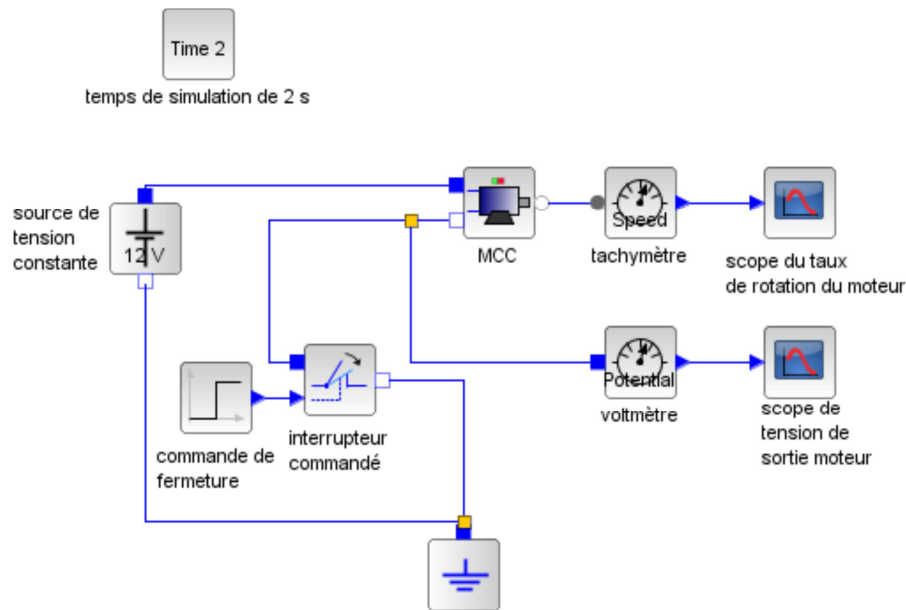 Time 2
temps de simulation de 2 s
source de
tension
constante
12 V
MCC
Speed
tachymètre
scope du taux
de rotation du moteur
commande de
fermeture
interrupteur
commandé
Potential
voltmètre
scope de
tension de
sortie moteur